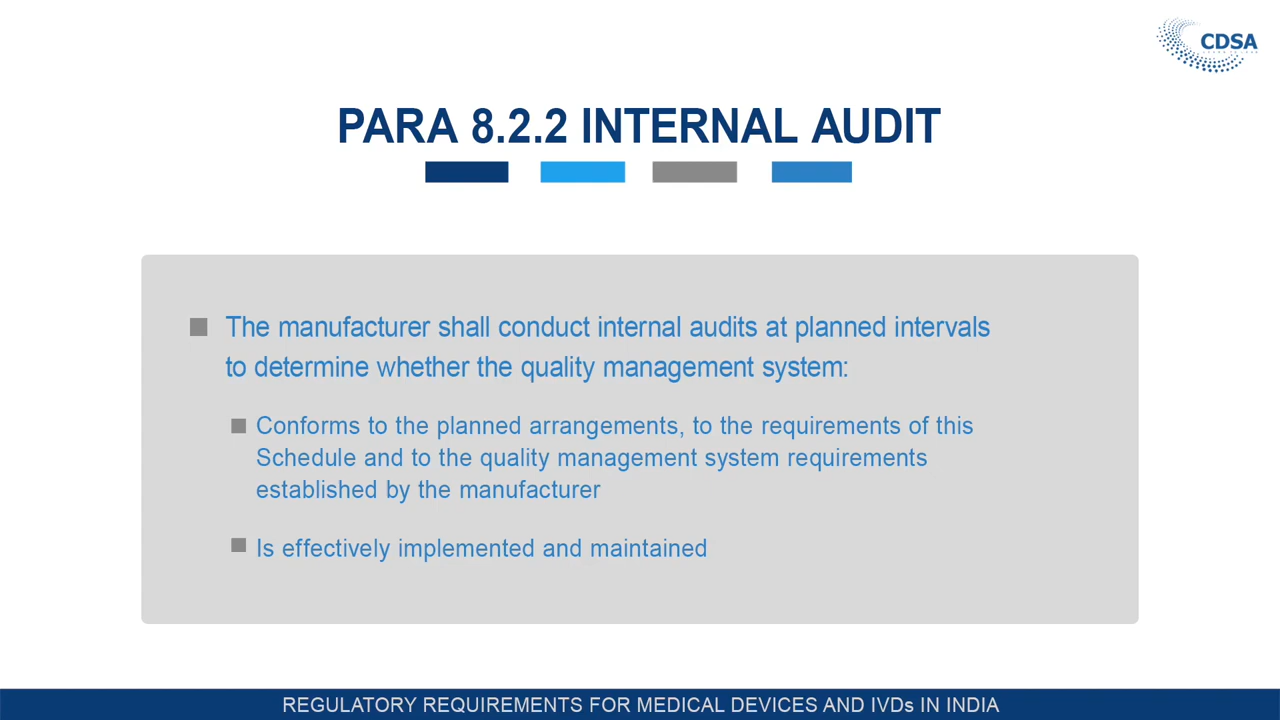 CDSA
PARA 8.2.2 INTERNAL AUDIT
The manufacturer shall conduct internal audits at planned intervals
to determine whether the quality management system:
Conforms to the planned arrangements, to the requirements of this
Schedule and to the quality management system requirements
established by the manufacturer
Is effectively implemented and maintained
REGULATORY REQUIREMENTS FOR MEDICAL DEVICES AND IVDs IN INDIA